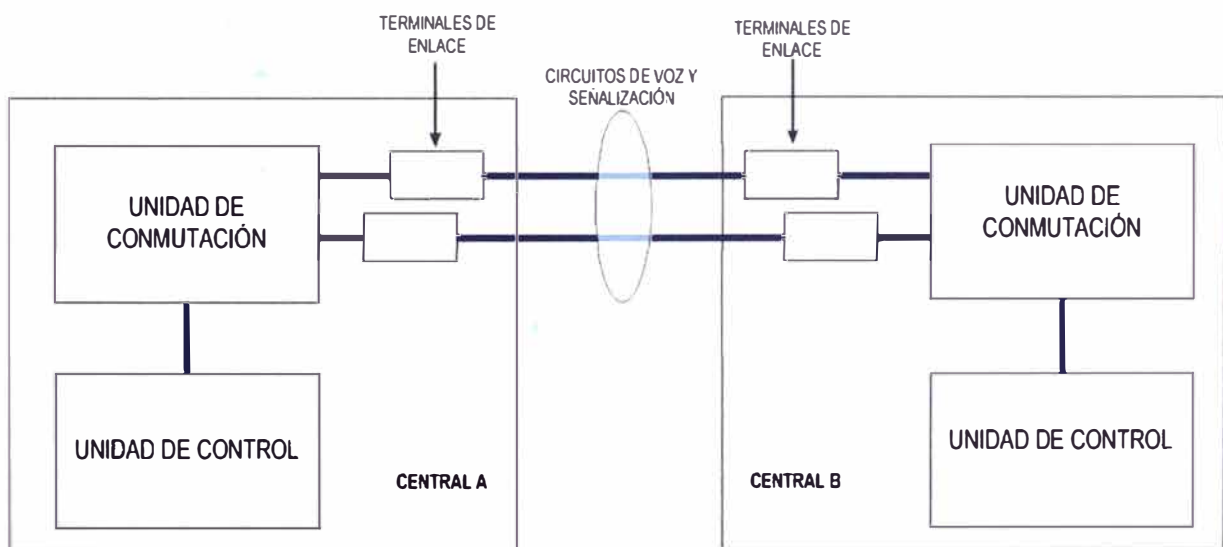 TERMINALES DE
ENLACE
TERMINALES DE
ENLACE
CIRCUITOS DE VOZ Y
SEÑALIZACIÓN
UNIDAD DE
CONMUTACIÓN
UNIDAD DE
CONMUTACIÓN
UNIDAD DE CONTROL
CENTRAL A
CENTRAL B
UNIDAD DE CONTROL